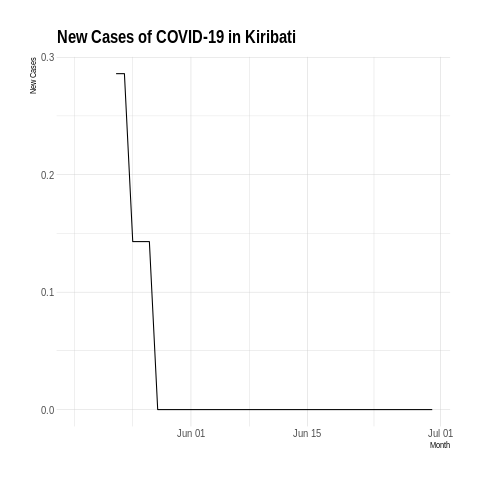 New Cases of COVID-19 in Kiribati
New Cases
0.3
0.2
0.1
0.0
Jun 01
Jun 15
Jul 01
Month